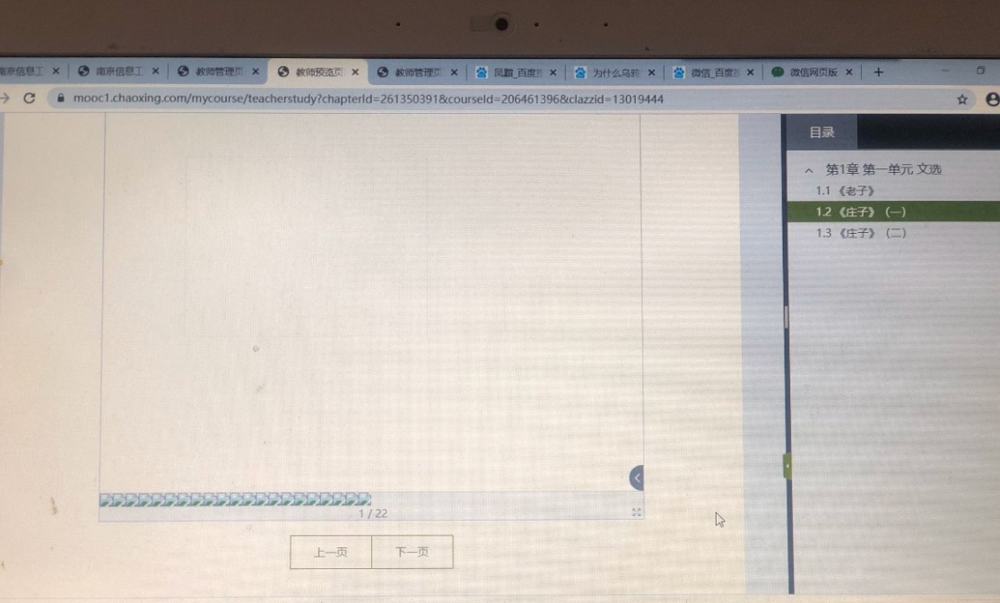 南京信息工
南京信息工
教师管理页
教师预览页
教师管理页
凤凰_百度
为什么乌鸦
微信_百度
微信网页版
mooc1.chaoxing.com/mycourse/teacherstudy?chapterId=261350391&courseId=206461396&clazzid=13019444
目录
第1章 第一单元 文选
1.1 《老子》
1.2 《庄子》（一）
1.3 《庄子》（二）
1 / 22
上一页
下一页